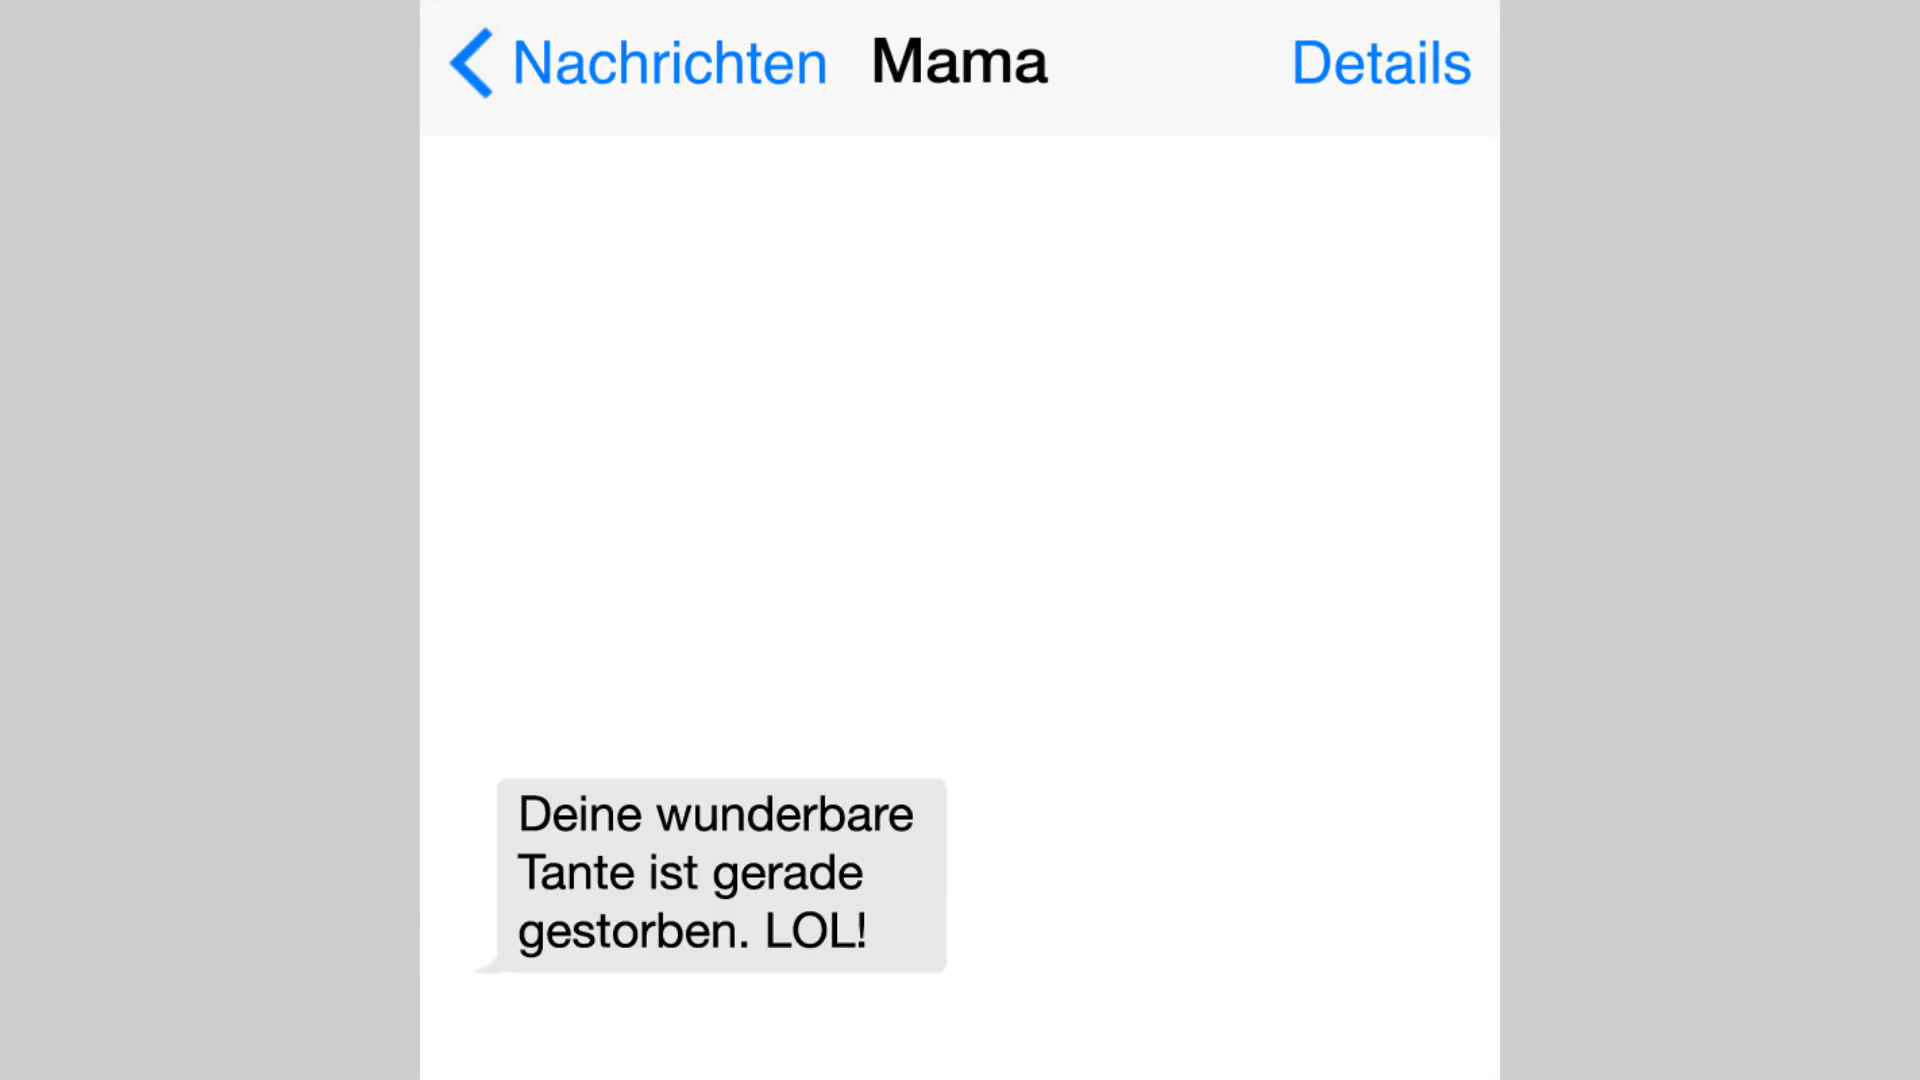 Nachrichten Mama Details
Deine wunderbare
Tante ist gerade
gestorben. LOL!